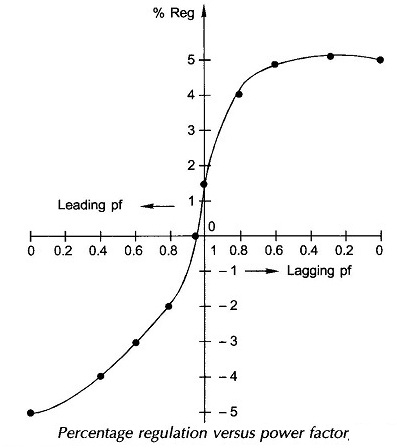 % Reg
5
4
3
2
1
Leading pf
0
0 0.2 0.4 0.6 0.8 1 0.8 0.6 0.4 0.2 0
−1
Lagging pf
−2
−3
−4
−5
Percentage regulation versus power factor